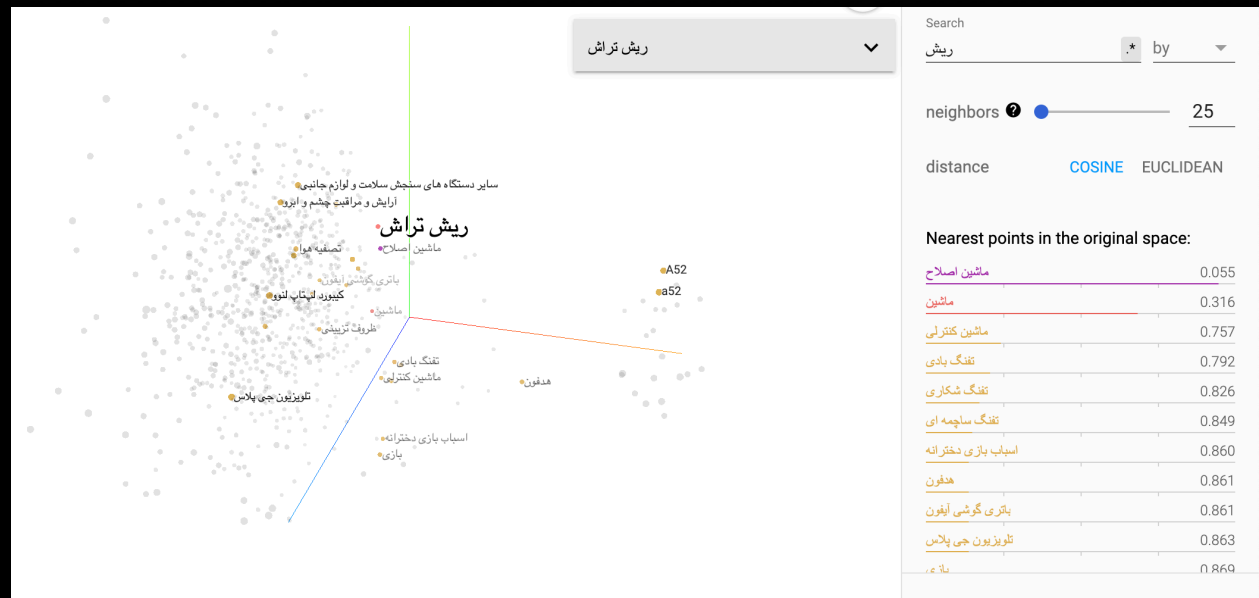 ریش تراش
سایر دستگاه های سنجش سلامت و لوازم جانبی
آرایش و مراقبت چشم و ابرو
ریش تراش
تصفیه هوا
ماشین اصلاح
باتری گوشی آیفون
کیبورد لپتاپ لنوو
ماشین
ظروف تزیینی
A52
a52
تفنگ بادی
ماشین کنترلی
هدفون
تلویزیون جی پلاس
اسباب بازی دخترانه
بازی
Search
ریش .* by
neighbors ? 25
distance COSINE EUCLIDEAN
Nearest points in the original space:
ماشین اصلاح 0.055
ماشین 0.316
ماشین کنترلی 0.757
تفنگ بادی 0.792
تفنگ شکاری 0.826
تفنگ ساچمه ای 0.849
اسباب بازی دخترانه 0.860
هدفون 0.861
باتری گوشی آیفون 0.861
تلویزیون جی پلاس 0.863
بازی 0.869